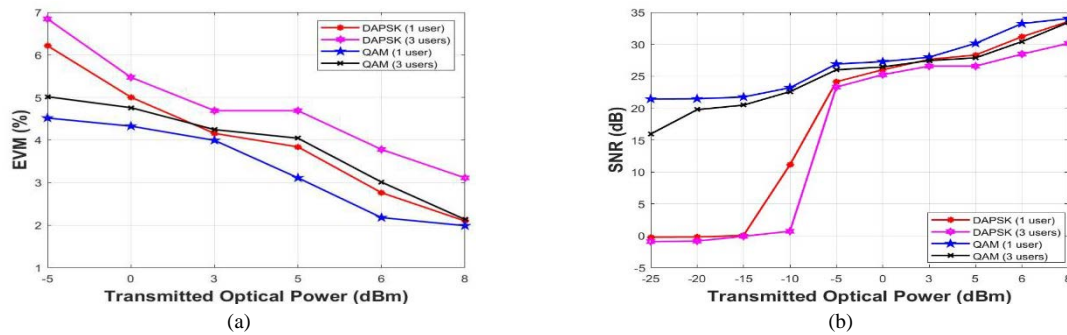 7
6
5
4
3
2
1
EVM (%)
DAPSK (1 user)
DAPSK (3 users)
QAM (1 user)
QAM (3 users)
-5 0 3 5 6 8
Transmitted Optical Power (dBm)
(a)
35
30
25
20
15
10
5
0
-5
SNR (dB)
DAPSK (1 user)
DAPSK (3 users)
QAM (1 user)
QAM (3 users)
-25 -20 -15 -10 -5 0 3 5 6 8
Transmitted Optical Power (dBm)
(b)